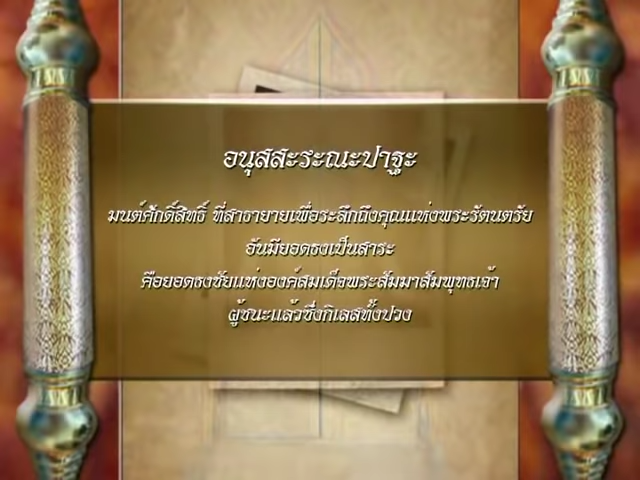 อนุสสะระณะปาฐะ
มนต์ศักดิ์สิทธิ์ ที่สาธยายเพื่อระลึกถึงคุณแห่งพระรัตนตรัย
อันมียอดธงเป็นสาระ
คือยอดธงชัยแห่งองค์สมเด็จพระสัมมาสัมพุทธเจ้า
ผู้ชนะแล้วซึ่งกิเลสทั้งปวง